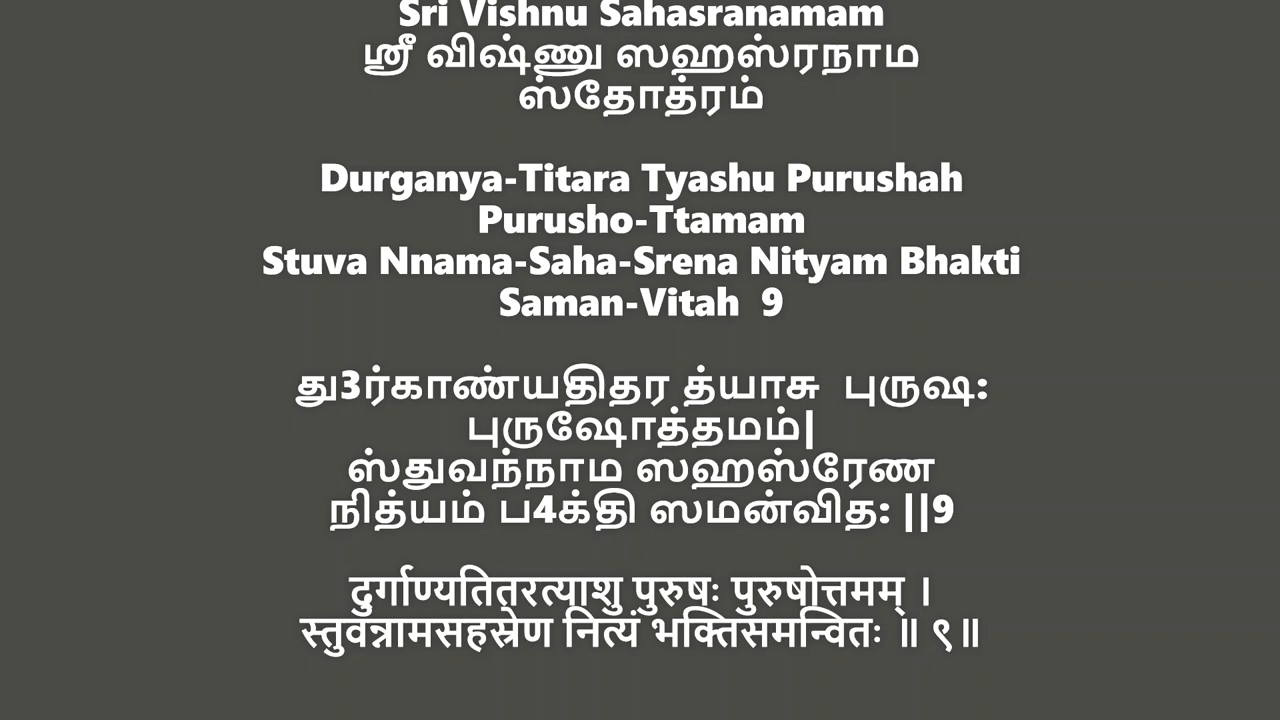 Sri Vishnu Sahasranamam
ஸ்ரீ விஷ்ணு ஸஹஸ்ரநாம
ஸ்தோத்ரம்
Durganya-Titara Tyashu Purushah
Purusho-Ttamam
Stuva Nnama-Saha-Srena Nityam Bhakti
Saman-Vitah 9
து3ர்காண்யதிதர த்யாசு புருஷ:
புருஷோத்தமம்|
ஸ்துவந்நாம ஸஹஸ்ரேண
நித்யம் ப4க்தி ஸமன்வித: ||9
दुर्गाण्यतितरत्याशु पुरुषः पुरुषोत्तमम् ।
स्तुवन्नामसहस्रेण नित्यं भक्तिसमन्वितः ॥ ९॥